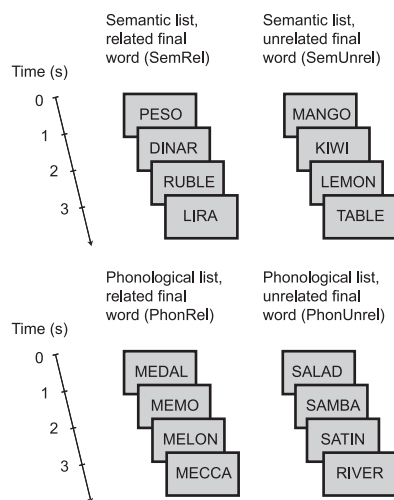 Semantic list,
related final
word (SemRel)
Semantic list,
unrelated final
word (SemUnrel)
Time (s)
0
1
2
3
PESO
DINAR
RUBLE
LIRA
MANGO
KIWI
LEMON
TABLE
Phonological list,
related final
word (PhonRel)
Phonological list,
unrelated final
word (PhonUnrel)
Time (s)
0
1
2
3
MEDAL
MEMO
MELON
MECCA
SALAD
SAMBA
SATIN
RIVER